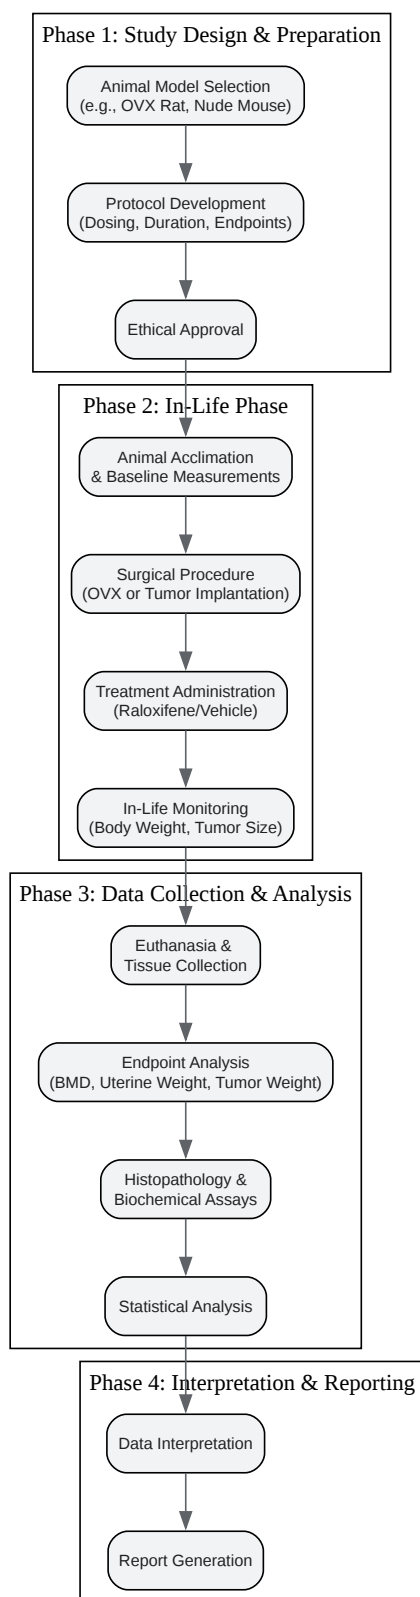 Phase 1: Study Design & Preparation
Animal Model Selection
(e.g., OVX Rat, Nude Mouse)
Protocol Development
(Dosing, Duration, Endpoints)
Ethical Approval
Phase 2: In-Life Phase
Animal Acclimation
& Baseline Measurements
Surgical Procedure
(OVX or Tumor Implantation)
Treatment Administration
(Raloxifene/Vehicle)
In-Life Monitoring
(Body Weight, Tumor Size)
Phase 3: Data Collection & Analysis
Euthanasia &
Tissue Collection
Endpoint Analysis
(BMD, Uterine Weight, Tumor Weight)
Histopathology &
Biochemical Assays
Statistical Analysis
Phase 4: Interpretation & Reporting
Data Interpretation
Report Generation